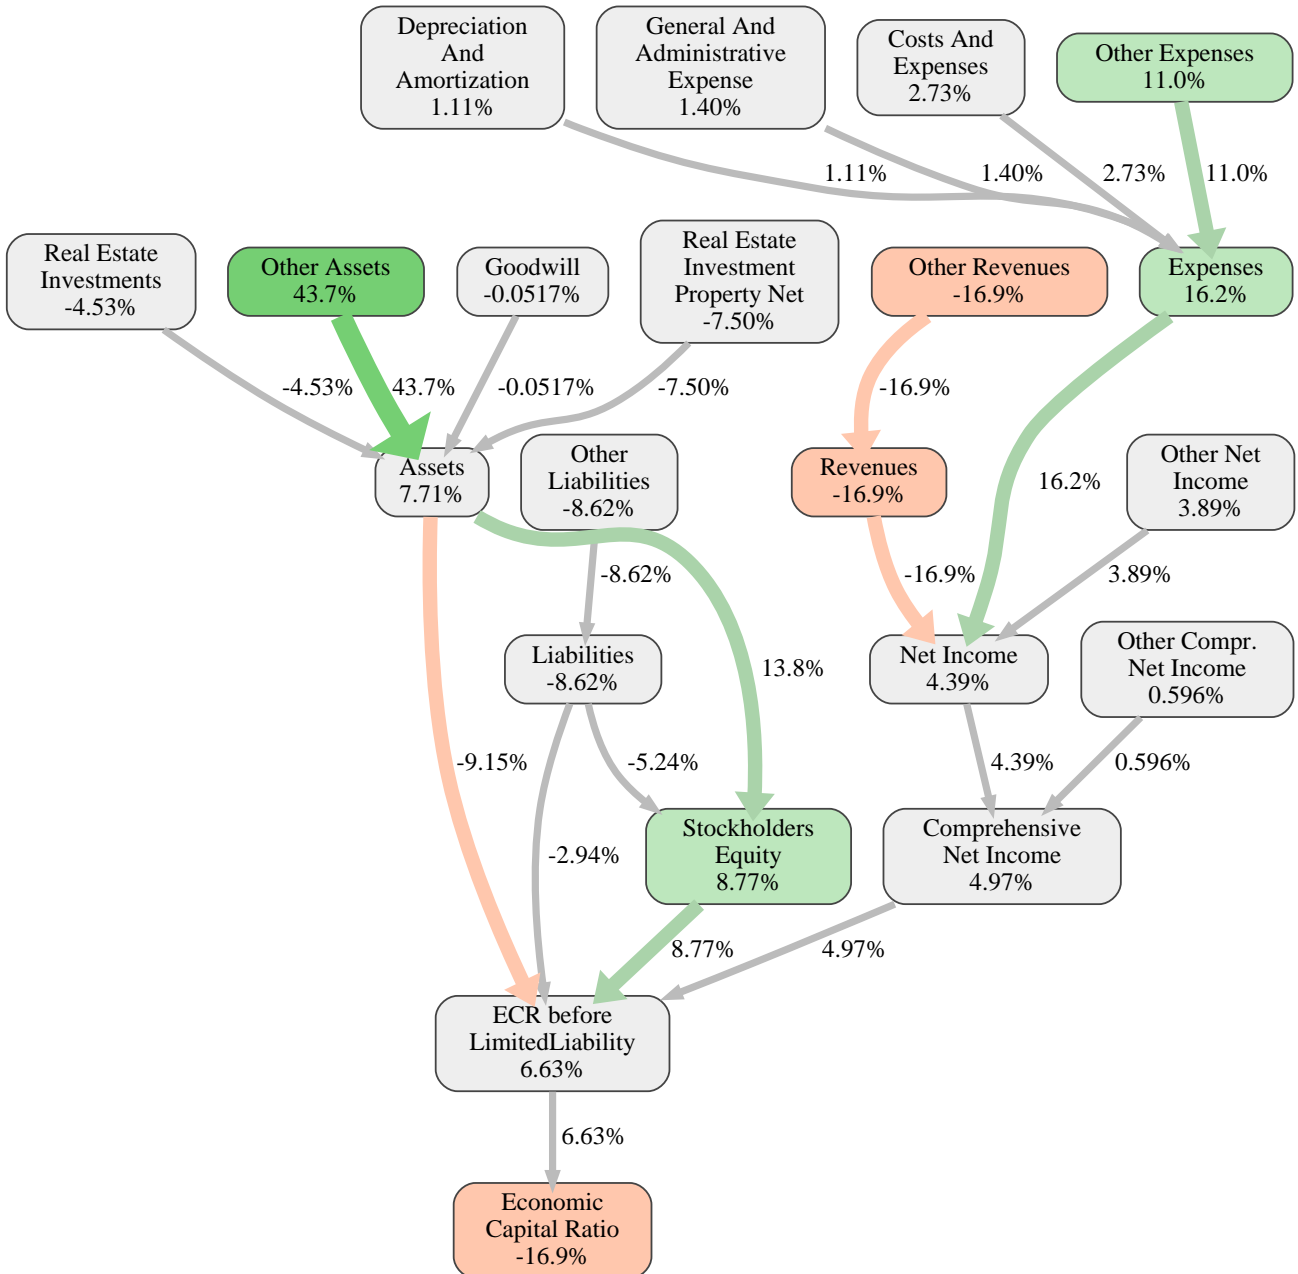 Depreciation
And
Amortization
1.11%
General And
Administrative
Expense
1.40%
Costs And
Expenses
2.73%
Other Expenses
11.0%
1.11%
1.40%
2.73%
11.0%
Real Estate
Investments
-4.53%
Other Assets
43.7%
Goodwill
-0.0517%
Real Estate
Investment
Property Net
-7.50%
Other Revenues
-16.9%
Expenses
16.2%
-4.53%
43.7%
-0.0517%
-7.50%
-16.9%
Assets
7.71%
Other
Liabilities
-8.62%
Revenues
-16.9%
16.2%
Other Net
Income
3.89%
-8.62%
-16.9%
3.89%
Liabilities
-8.62%
13.8%
Net Income
4.39%
Other Compr.
Net Income
0.596%
-9.15%
-5.24%
4.39%
0.596%
-2.94%
Stockholders
Equity
8.77%
Comprehensive
Net Income
4.97%
8.77%
4.97%
ECR before
LimitedLiability
6.63%
6.63%
Economic
Capital Ratio
-16.9%